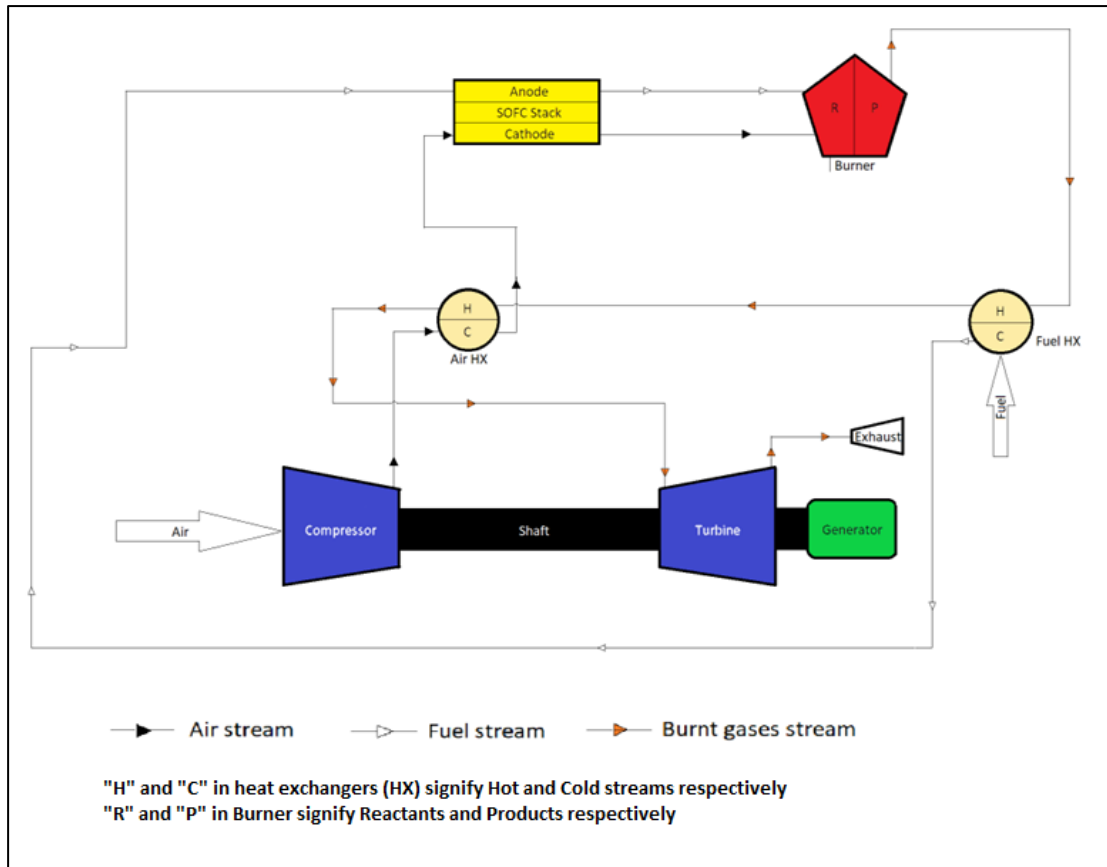 Anode
SOFC Stack
Cathode
R
P
Burner
H
C
Air HX
H
C
Fuel HX
Fuel
Exhaust
Air
Compressor
Shaft
Turbine
Generator
Air stream
Fuel stream
Burnt gases stream
"H" and "C" in heat exchangers (HX) signify Hot and Cold streams respectively
"R" and "P" in Burner signify Reactants and Products respectively